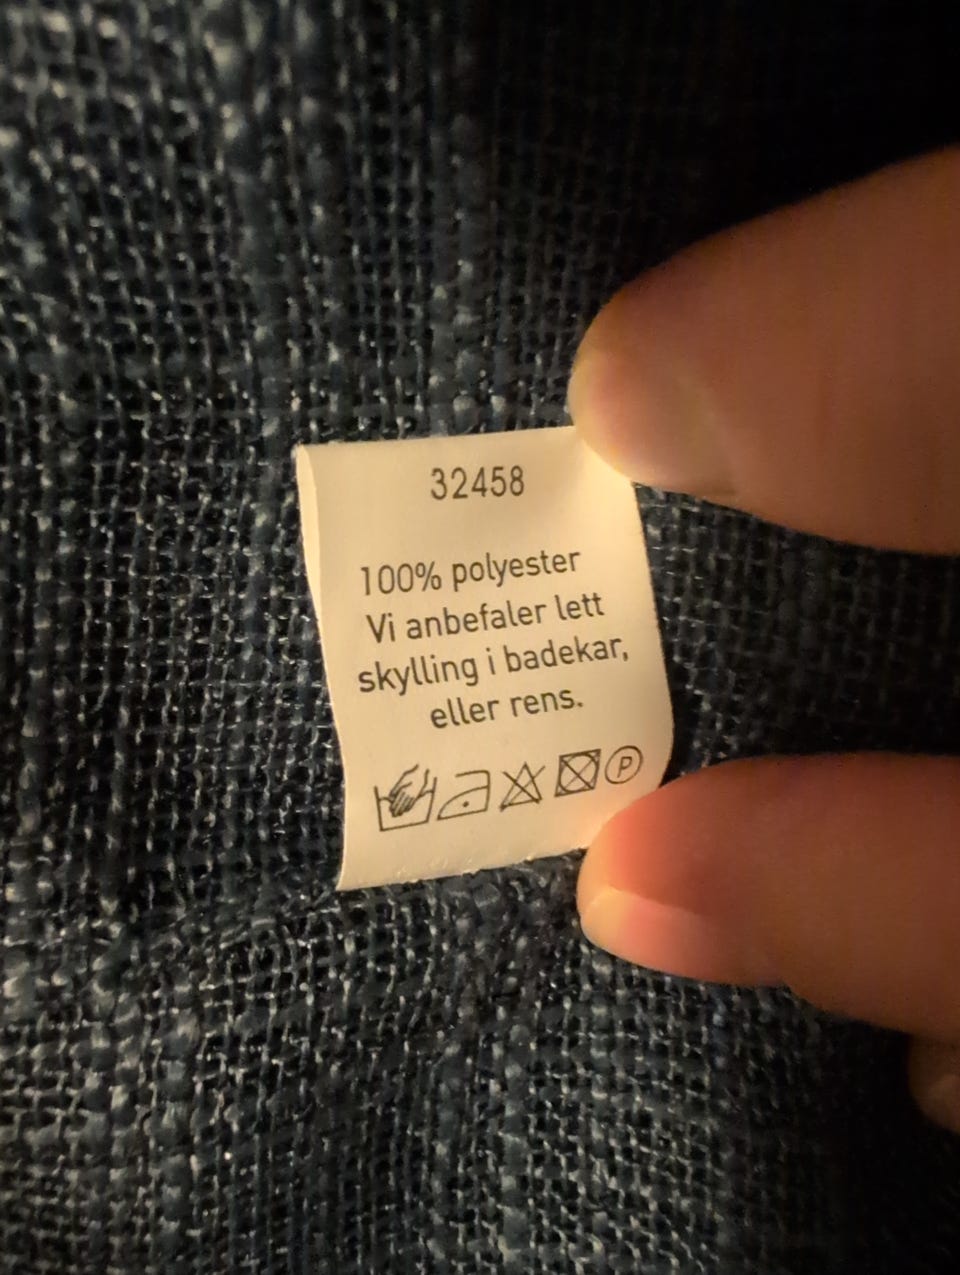 32458
100% polyester
Vi anbefaler lett
skylling i badekar,
eller rens.
P